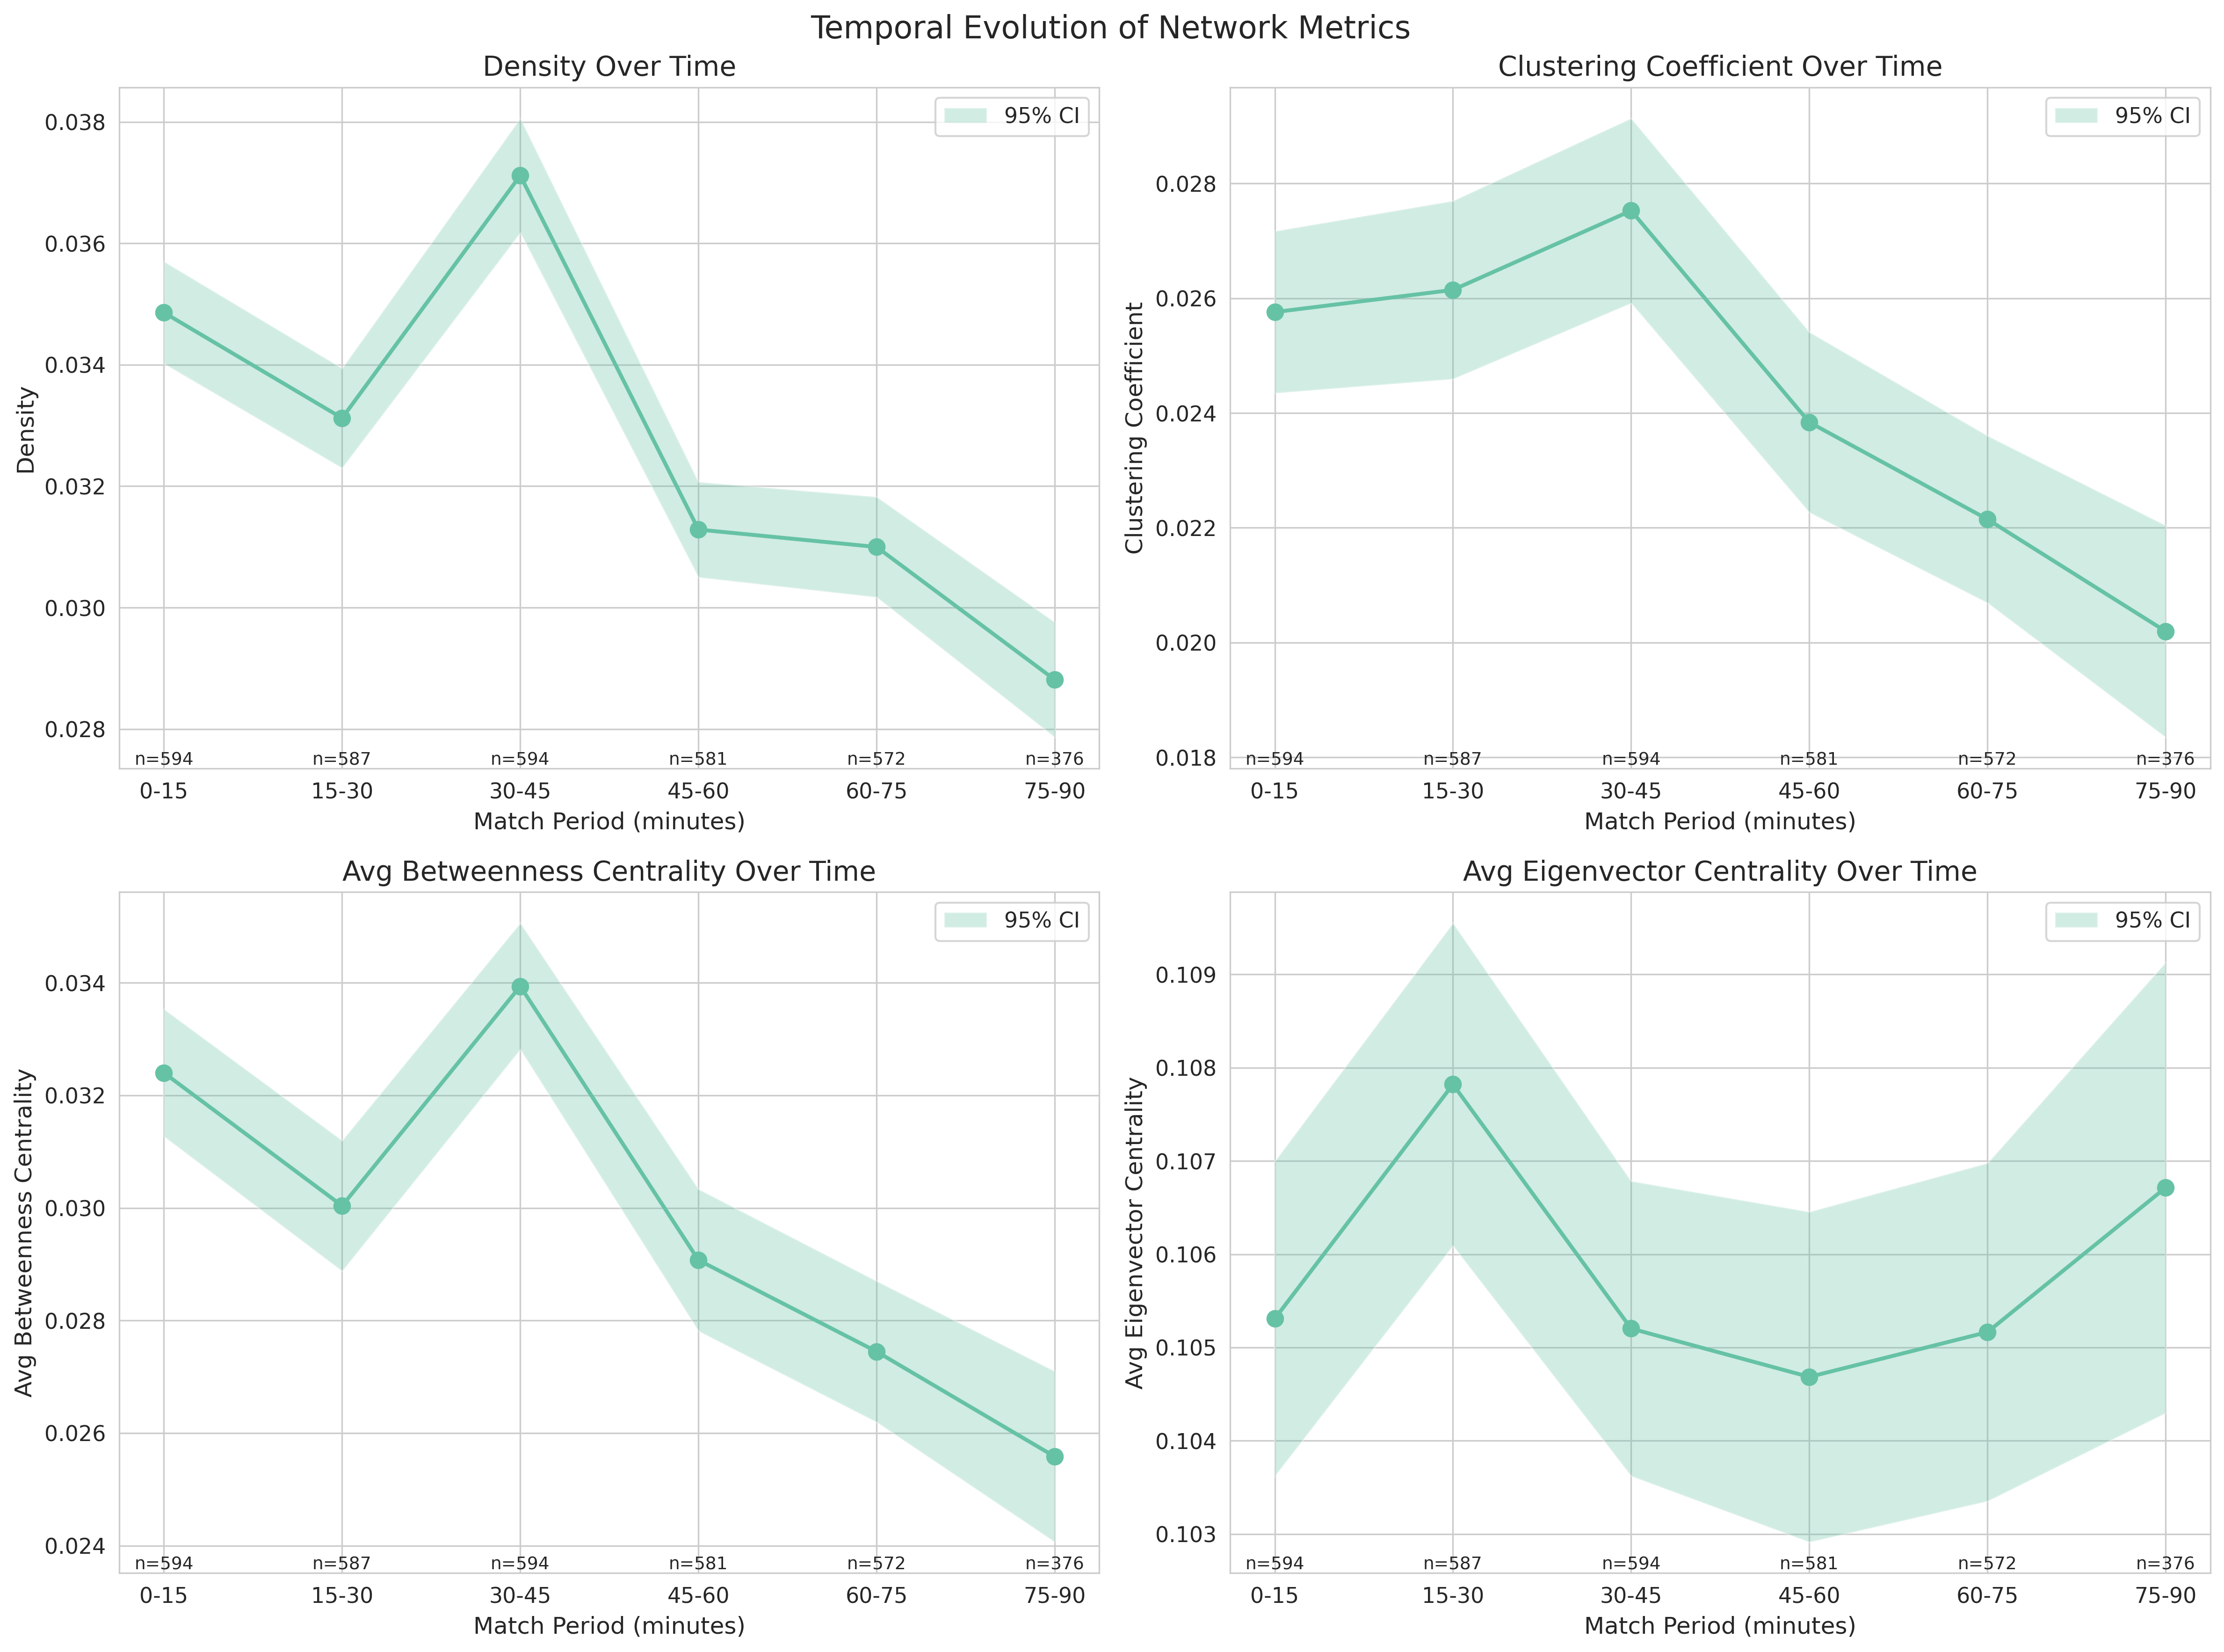 Temporal Evolution of Network Metrics
Density Over Time
95% CI
Density
0.038
0.036
0.034
0.032
0.030
0.028
n=594 n=587 n=594 n=581 n=572 n=376
0-15 15-30 30-45 45-60 60-75 75-90
Match Period (minutes)
Clustering Coefficient Over Time
95% CI
Clustering Coefficient
0.028
0.026
0.024
0.022
0.020
0.018
n=594 n=587 n=594 n=581 n=572 n=376
0-15 15-30 30-45 45-60 60-75 75-90
Match Period (minutes)
Avg Betweenness Centrality Over Time
95% CI
Avg Betweenness Centrality
0.034
0.032
0.030
0.028
0.026
0.024
n=594 n=587 n=594 n=581 n=572 n=376
0-15 15-30 30-45 45-60 60-75 75-90
Match Period (minutes)
Avg Eigenvector Centrality Over Time
95% CI
Avg Eigenvector Centrality
0.109
0.108
0.107
0.106
0.105
0.104
0.103
n=594 n=587 n=594 n=581 n=572 n=376
0-15 15-30 30-45 45-60 60-75 75-90
Match Period (minutes)